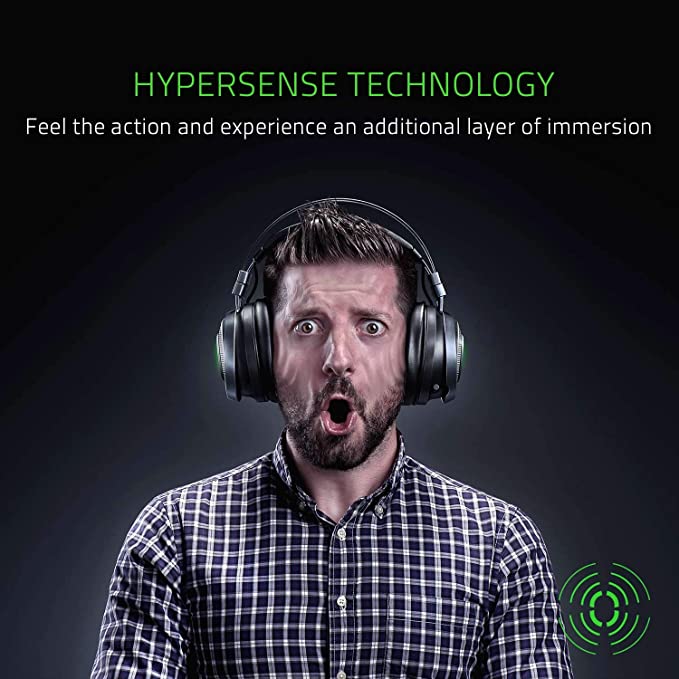 HYPERSENSE TECHNOLOGY
Feel the action and experience an additional layer of immersion